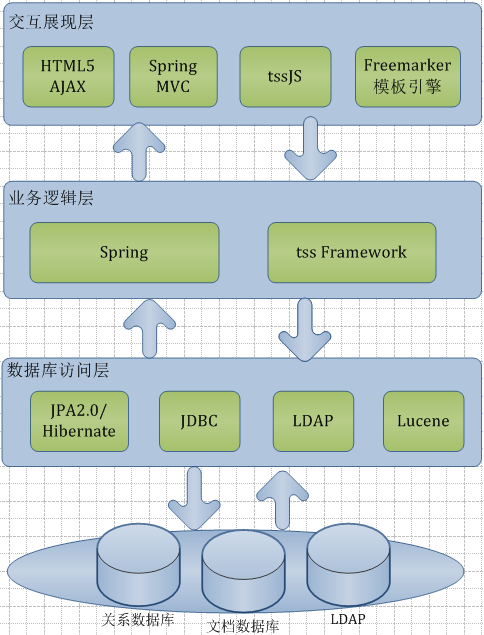 交互展现层
HTML5
AJAX
Spring
MVC
tssJS
Freemarker
模板引擎
业务逻辑层
Spring
tss Framework
数据库访问层
JPA2.0/
Hibernate
JDBC
LDAP
Lucene
关系数据库
文档数据库
LDAP